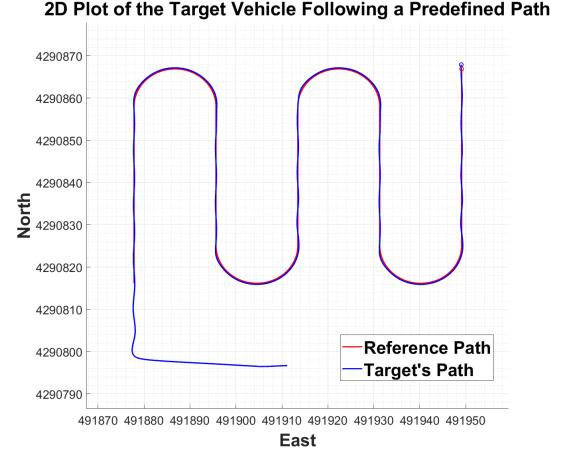 2D Plot of the Target Vehicle Following a Predefined Path
North
4290870
4290860
4290850
4290840
4290830
4290820
4290810
4290800
4290790
Reference Path
Target's Path
491870 491880 491890 491900 491910 491920 491930 491940 491950
East